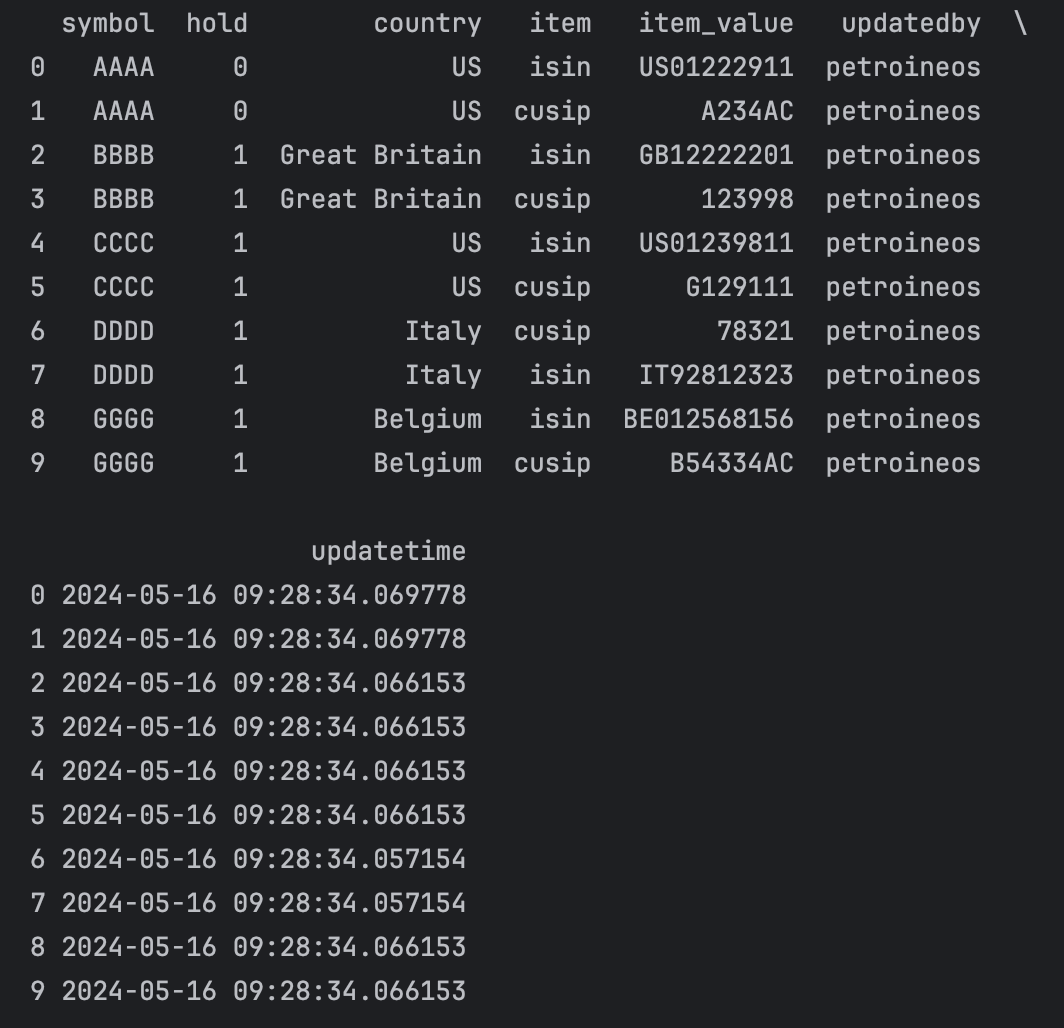 symbol hold country item item_value updatedby \
0 AAAA 0 US isin US01222911 petroineos
1 AAAA 0 US cusip A234AC petroineos
2 BBBB 1 Great Britain isin GB12222201 petroineos
3 BBBB 1 Great Britain cusip 123998 petroineos
4 CCCC 1 US isin US01239811 petroineos
5 CCCC 1 US cusip G129111 petroineos
6 DDDD 1 Italy cusip 78321 petroineos
7 DDDD 1 Italy isin IT92812323 petroineos
8 GGGG 1 Belgium isin BE012568156 petroineos
9 GGGG 1 Belgium cusip B54334AC petroineos
updatetime
0 2024-05-16 09:28:34.069778
1 2024-05-16 09:28:34.069778
2 2024-05-16 09:28:34.066153
3 2024-05-16 09:28:34.066153
4 2024-05-16 09:28:34.066153
5 2024-05-16 09:28:34.066153
6 2024-05-16 09:28:34.057154
7 2024-05-16 09:28:34.057154
8 2024-05-16 09:28:34.066153
9 2024-05-16 09:28:34.066153